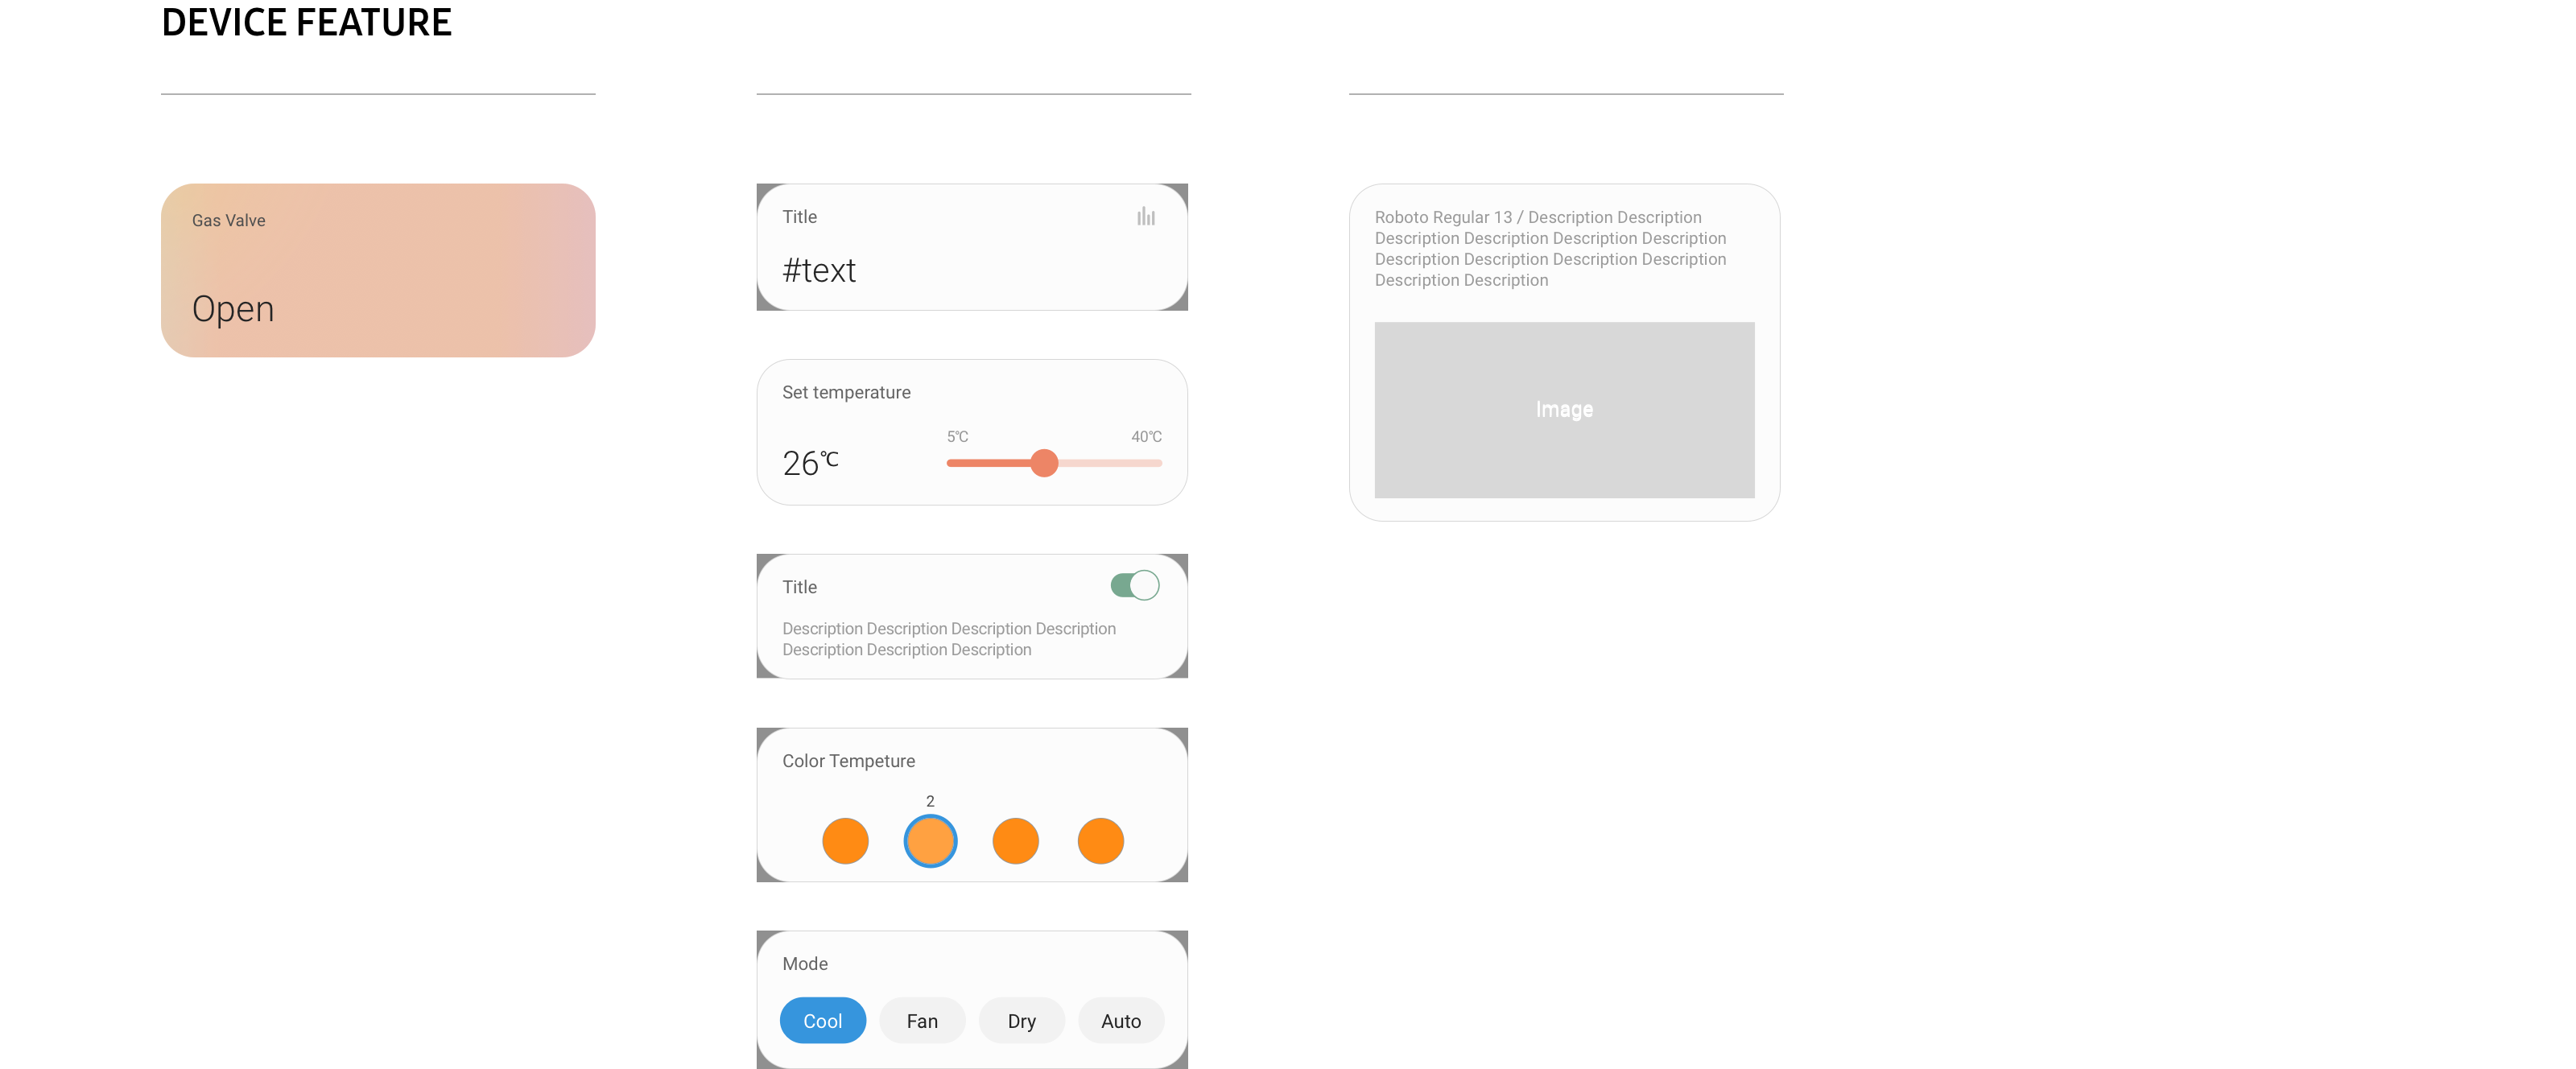 DEVICE FEATURE
Gas Valve
Open
Title
#text
Set temperature
5℃
40℃
26℃
Title
Description Description Description Description
Description Description Description
Color Tempeture
2
Mode
Cool
Fan
Dry
Auto
Roboto Regular 13 / Description Description
Description Description Description Description
Description Description Description Description
Description Description
Image